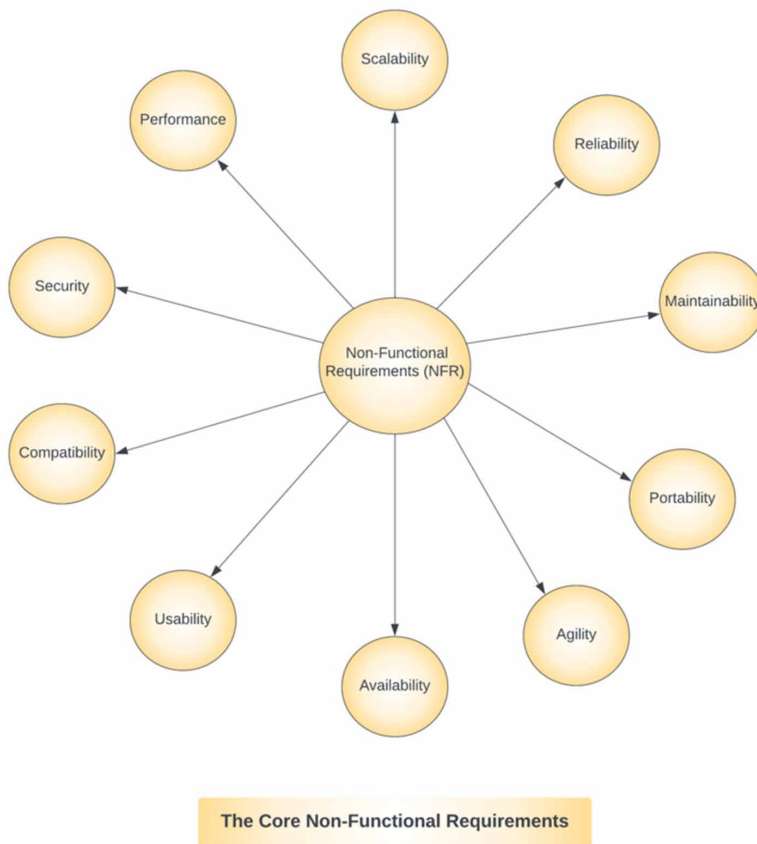 Scalability
Performance
Reliability
Security
Maintainability
Non-Functional
Requirements (NFR)
Compatibility
Portability
Usability
Agility
Availability
The Core Non-Functional Requirements